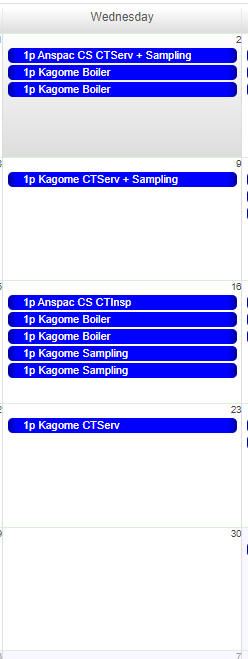 Wednesday
2
1p Anspac CS CTServ + Sampling
1p Kagome Boiler
1p Kagome Boiler
9
1p Kagome CTServ + Sampling
16
1p Anspac CS CTInsp
1p Kagome Boiler
1p Kagome Boiler
1p Kagome Sampling
1p Kagome Sampling
23
1p Kagome CTServ
30
7